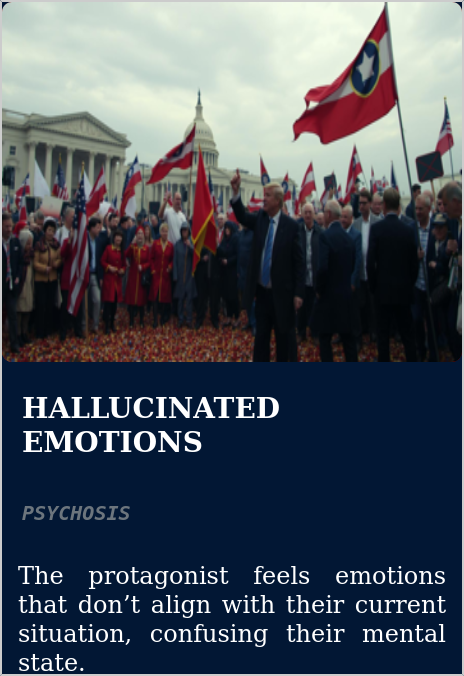 HALLUCINATED
EMOTIONS
PSYCHOSIS
The protagonist feels emotions
that don’t align with their current
situation, confusing their mental
state.